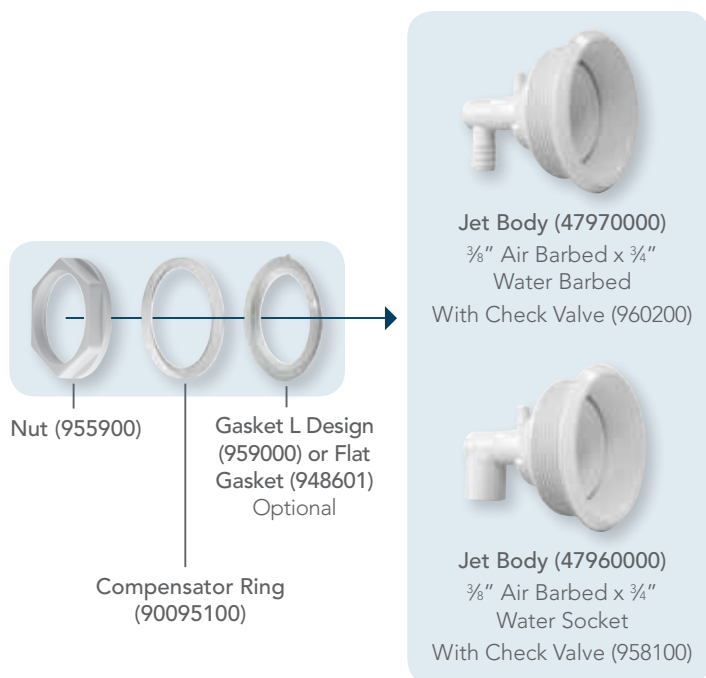 Jet Body (47970000)
⅜" Air Barbed x ¾"
Water Barbed
With Check Valve (960200)
Nut (955900)
Gasket L Design
(959000) or Flat
Gasket (948601)
Optional
Compensator Ring
(90095100)
Jet Body (47960000)
⅜" Air Barbed x ¾"
Water Socket
With Check Valve (958100)